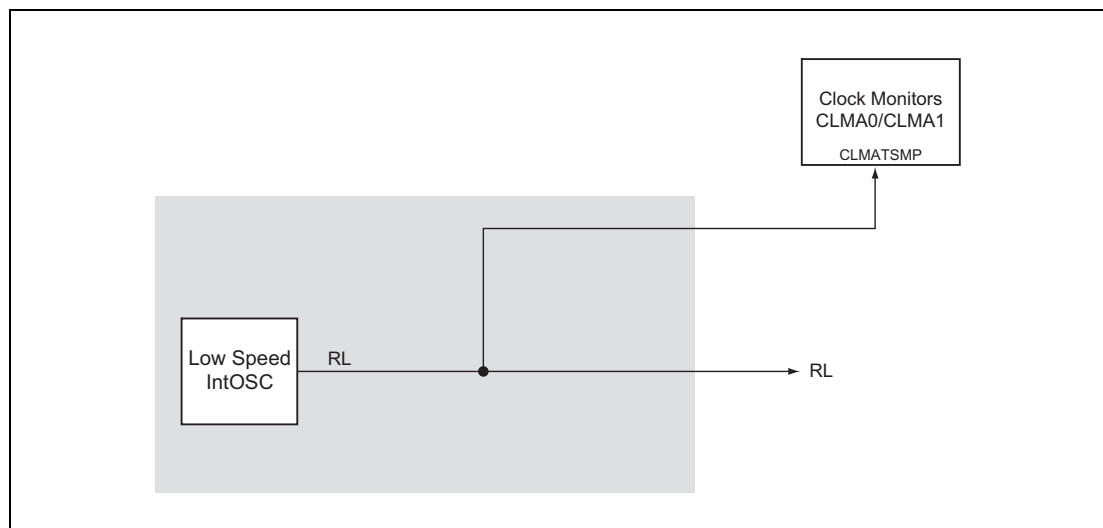 Clock Monitors
CLMA0/CLMA1
CLMATSMP
Low Speed
IntOSC
RL
RL